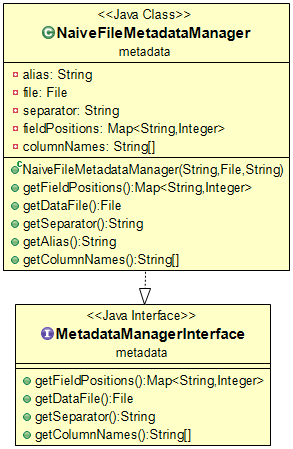 <<Java Class>>
NaiveFileMetadataManager
metadata
alias: String
file: File
separator: String
fieldPositions: Map<String,Integer>
columnNames: String[]
NaiveFileMetadataManager(String,File,String)
getFieldPositions():Map<String,Integer>
getDataFile():File
getSeparator():String
getAlias():String
getColumnNames():String[]
<<Java Interface>>
MetadataManagerInterface
metadata
getFieldPositions():Map<String,Integer>
getDataFile():File
getSeparator():String
getColumnNames():String[]